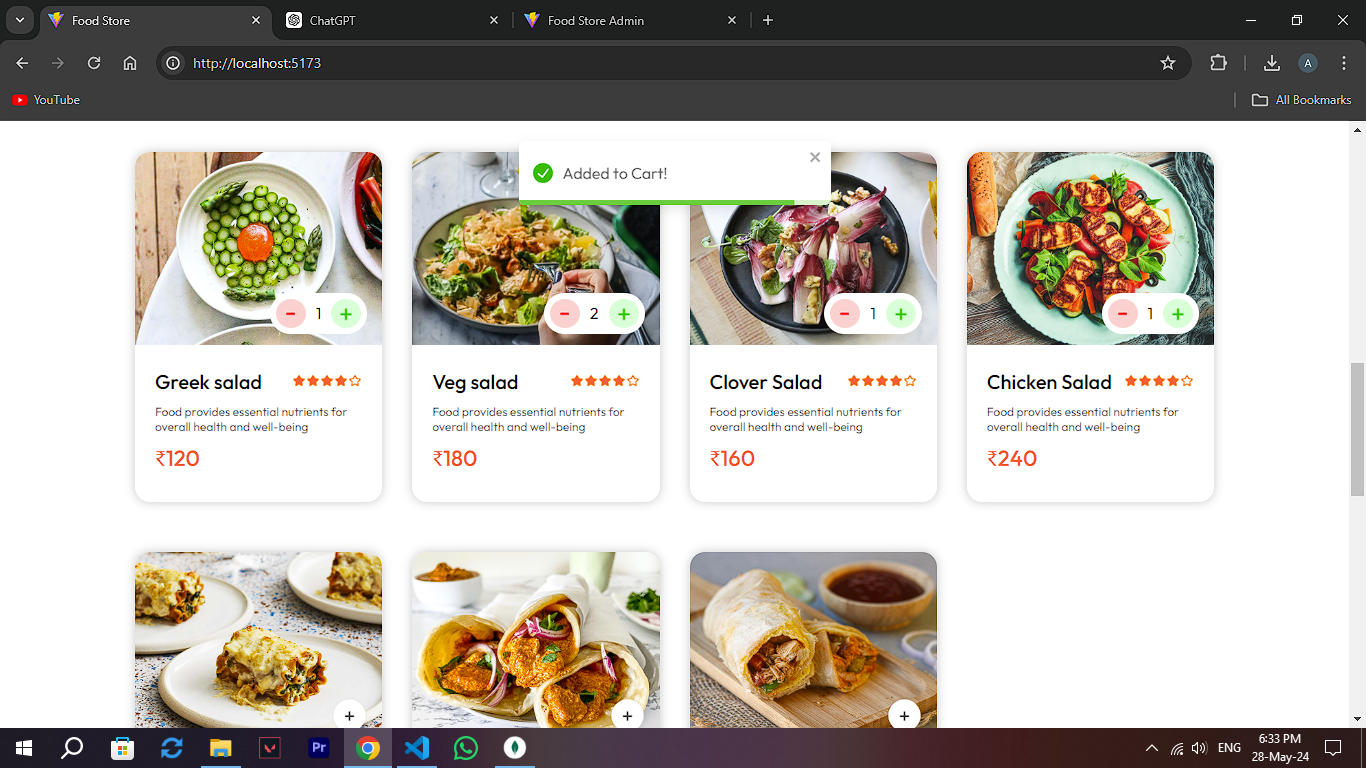 Food Store
ChatGPT
Food Store Admin
http://localhost:5173
A
YouTube
All Bookmarks
Added to Cart!
1
2
1
1
Greek salad
Food provides essential nutrients for
overall health and well-being
₹120
Veg salad
Food provides essential nutrients for
overall health and well-being
₹180
Clover Salad
Food provides essential nutrients for
overall health and well-being
₹160
Chicken Salad
Food provides essential nutrients for
overall health and well-being
₹240
Pr
ENG
6:33 PM
28-May-24